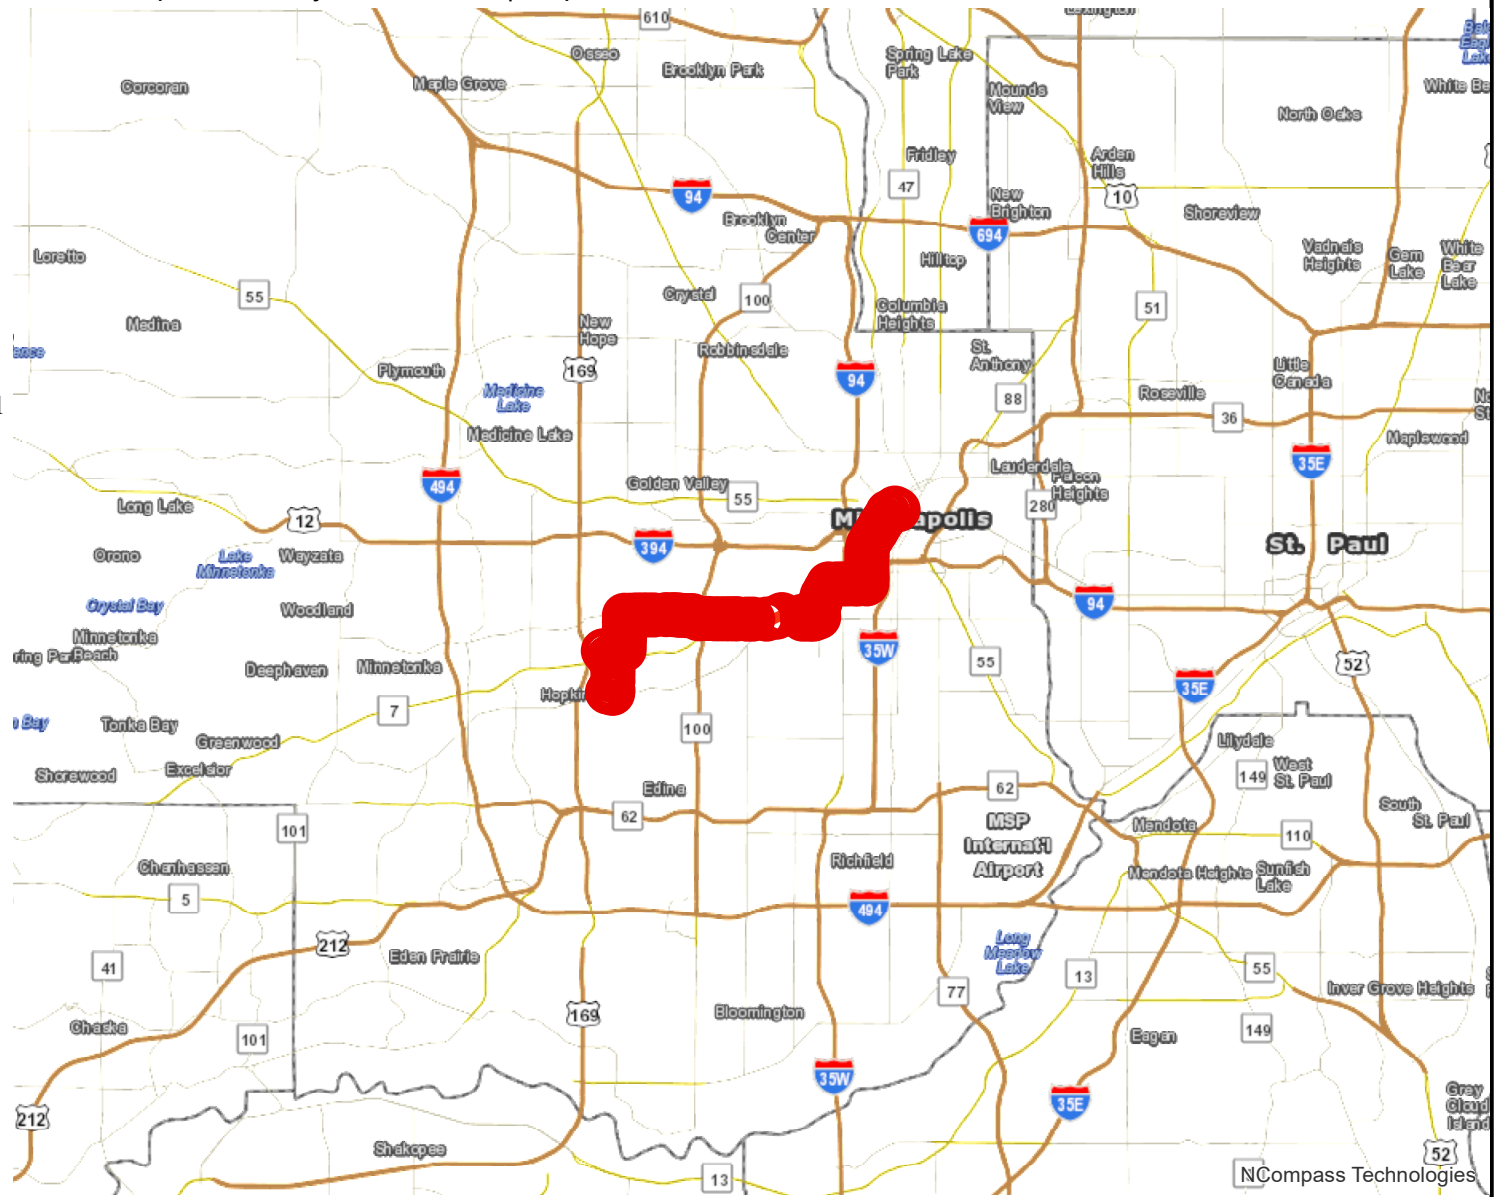 610
Osseo
Spring Lake
Park
Brooklyn Park
Maple Grove
Corcoran
Mounds
View
North Oaks
Fridley
47
Arden
Hills
10
94
New
Brighton
Shoreview
Brooklyn
Center
694
Hilltop
Loretto
Vadnais
Heights
Gem
Lake
White
Bear
Lake
55
Crystal
100
Columbia
Heights
51
Medina
New
Hope
Robbinsdale
St.
Anthony
Plymouth
169
94
Little
Canada
Medicine
Lake
88
Roseville
36
Medicine Lake
Maplewood
Lauderdale
35E
494
Golden Valley
55
Falcon
Heights
280
Long Lake
12
St. Paul
394
Orono
Lake
Minnetonka
Wayzata
Crystal Bay
Woodland
94
Minnetonka
Beach
Deephaven
Minnetonka
35W
55
52
35E
7
Tonka Bay
Greenwood
100
Lilydale
Shorewood
Excelsior
149
West
St. Paul
Edina
62
62
South
St. Paul
101
MSP
Internat'l
Airport
Mendota
110
Chanhassen
Richfield
Mendota Heights
Sunfish
Lake
5
494
212
Eden Prairie
Long
Meadow
Lake
41
13
55
77
Inver Grove Heights
Chaska
101
169
Bloomington
Eagan
149
35W
35E
212
Grey
Cloud
Island
Shakopee
13
52
NCompass Technologies